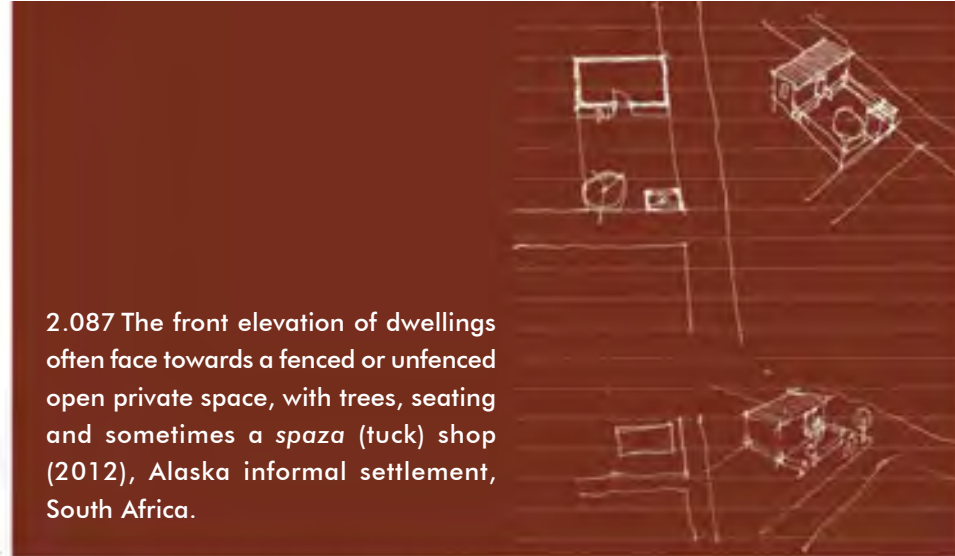 2.087 The front elevation of dwellings
often face towards a fenced or unfenced
open private space, with trees, seating
and sometimes a spaza (tuck) shop
(2012), Alaska informal settlement,
South Africa.